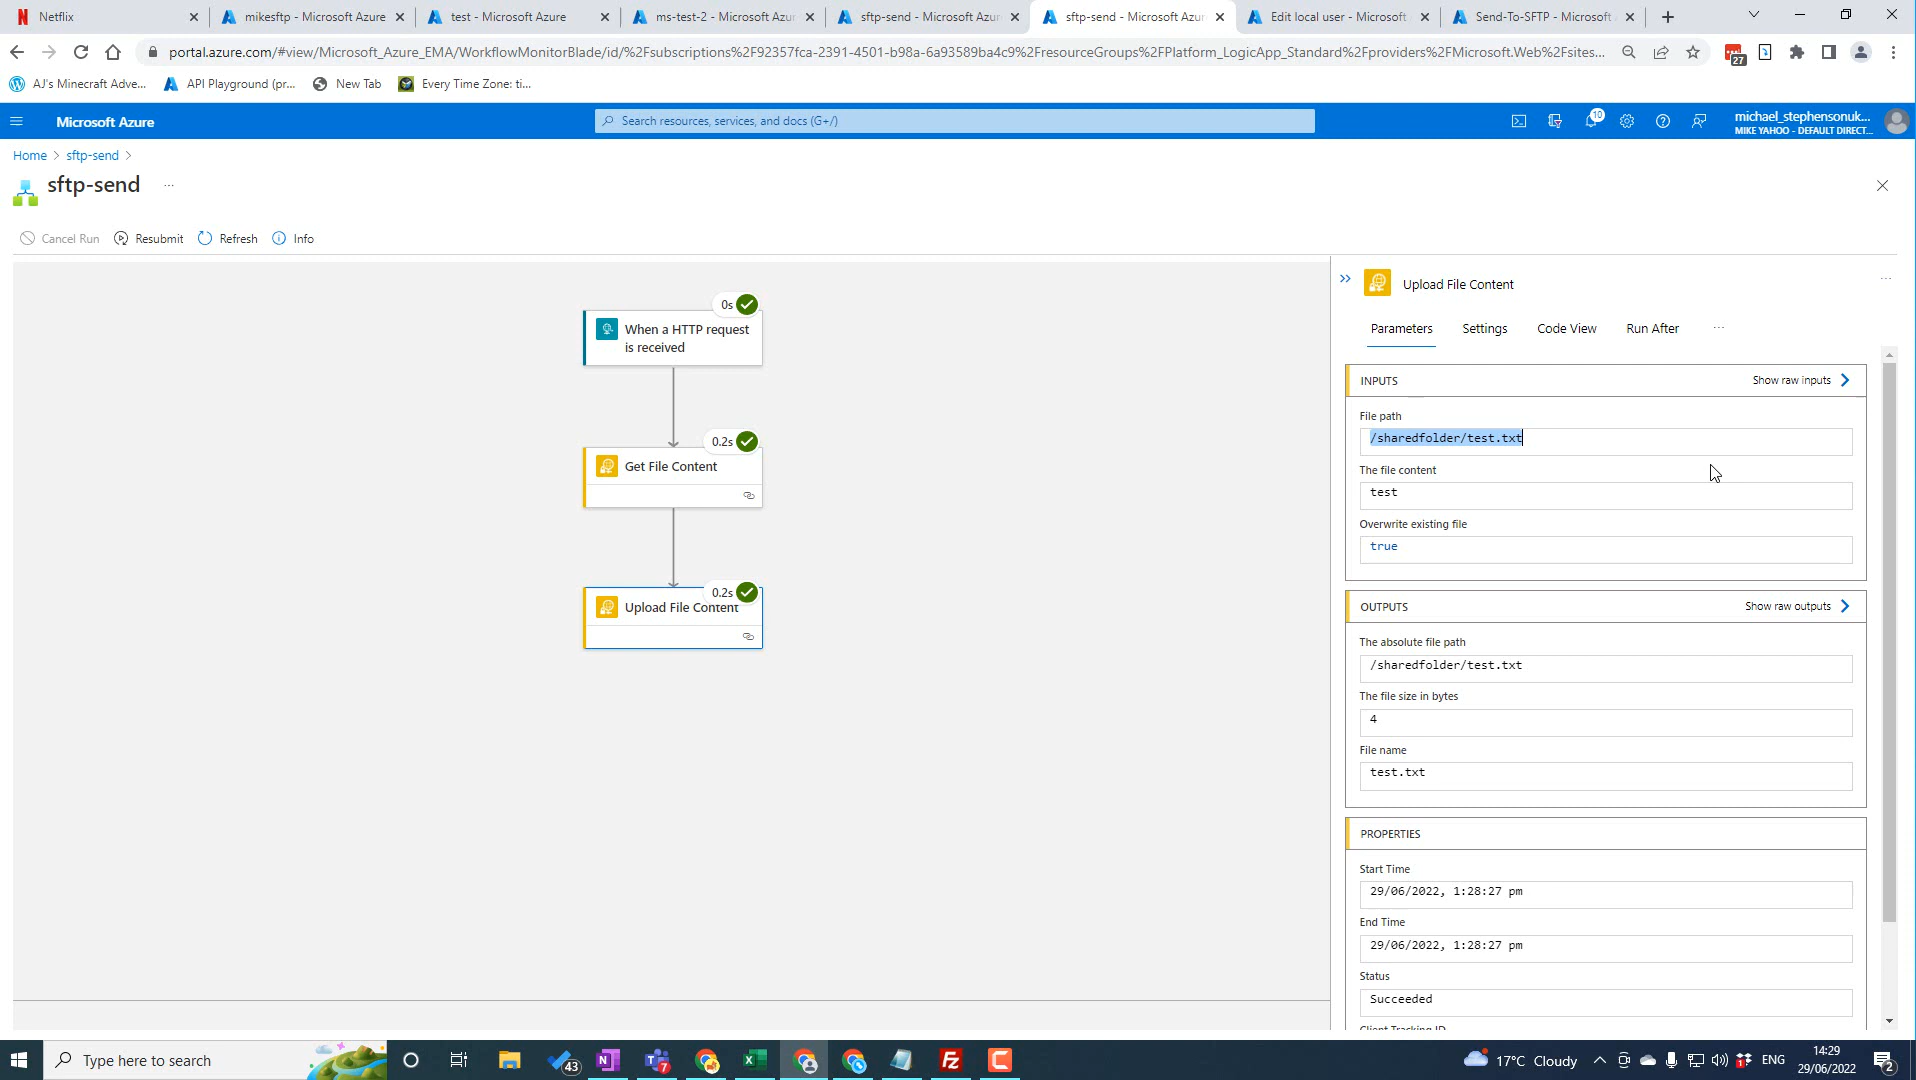 Netflix
mikesftp - Microsoft Azure
test - Microsoft Azure
ms-test-2 - Microsoft Azur
sftp-send - Microsoft Azur
sftp-send - Microsoft Azur
Edit local user - Microsoft
Send-To-SFTP - Microsoft
portal.azure.com/#view/Microsoft_Azure_EMA/WorkflowMonitorBlade/id/%2Fsubscriptions%2F92357fca-2391-4501-b98a-6a93589ba4c9%2FresourceGroups%2FPlatform_LogicApp_Standard%2Fproviders%2FMicrosoft.Web%2Fsites...
27
AJ's Minecraft Adve...
API Playground (pr...
New Tab
Every Time Zone: ti...
Microsoft Azure
Search resources, services, and docs (G+/)
10
michael_stephensonuk...
MIKE YAHOO - DEFAULT DIRECT...
Home > sftp-send >
sftp-send ...
Cancel Run
Resubmit
Refresh
Info
0s
When a HTTP request
is received
0.2s
Get File Content
0.2s
Upload File Content
Upload File Content
Parameters
Settings
Code View
Run After
...
INPUTS
Show raw inputs
File path
/sharedfolder/test.txt
The file content
test
Overwrite existing file
true
OUTPUTS
Show raw outputs
The absolute file path
/sharedfolder/test.txt
The file size in bytes
4
File name
test.txt
PROPERTIES
Start Time
29/06/2022, 1:28:27 pm
End Time
29/06/2022, 1:28:27 pm
Status
Succeeded
Client Tracking ID
Type here to search
43
7
17°C Cloudy
ENG
14:29
29/06/2022
2